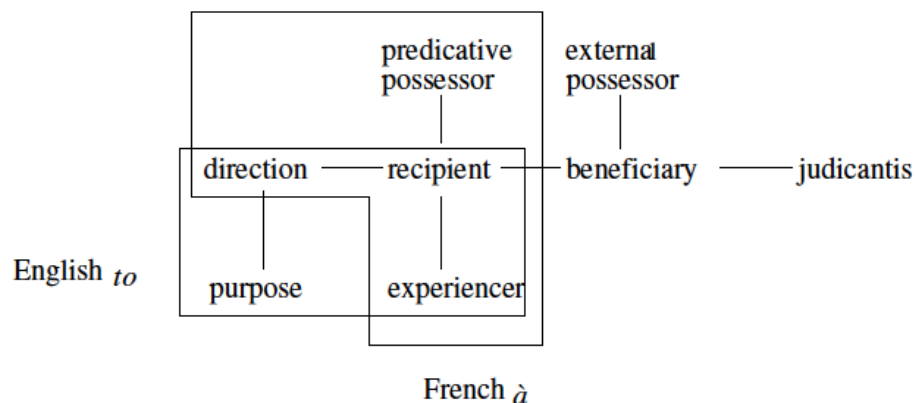 predicative external
possessor possessor
direction recipient beneficiary judicantis
English to
purpose experiencer
French à